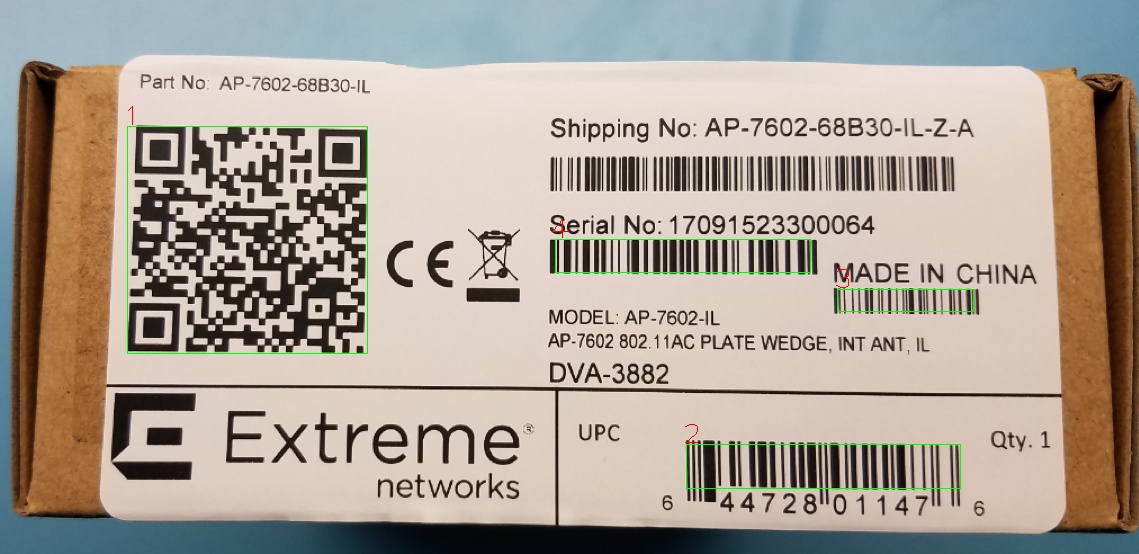 Part No: AP-7602-68B30-IL
1
Shipping No: AP-7602-68B30-IL-Z-A
Serial No: 17091523300064
4
CE
MADE IN CHINA
3
MODEL: AP-7602-IL
AP-7602 802.11AC PLATE WEDGE, INT ANT, IL
DVA-3882
Extreme®
networks
UPC
2
Qty. 1
6 44728 01147 6